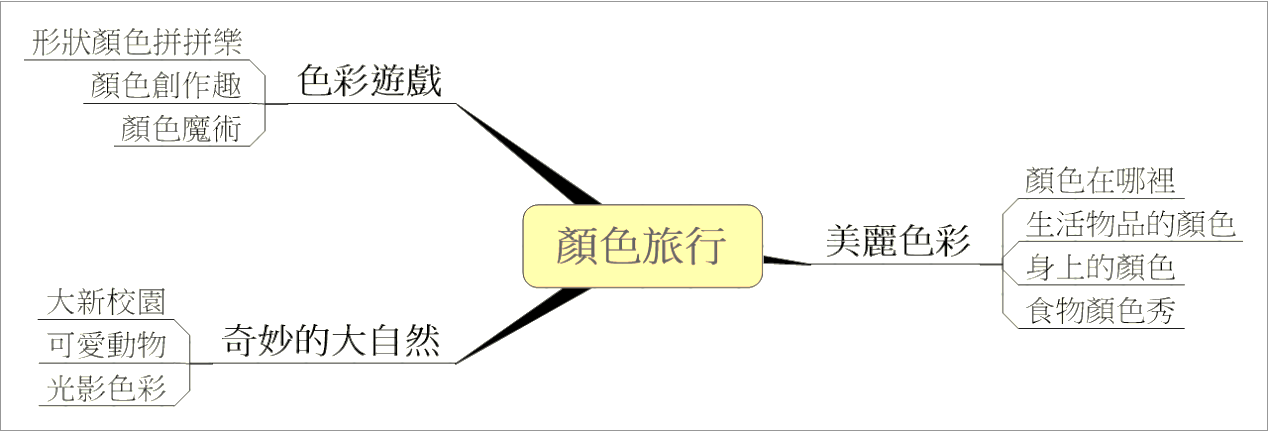 形狀顏色拼拼樂
顏色創作趣
顏色魔術
色彩遊戲
顏色旅行
美麗色彩
顏色在哪裡
生活物品的顏色
身上的顏色
食物顏色秀
大新校園
可愛動物
光影色彩
奇妙的大自然